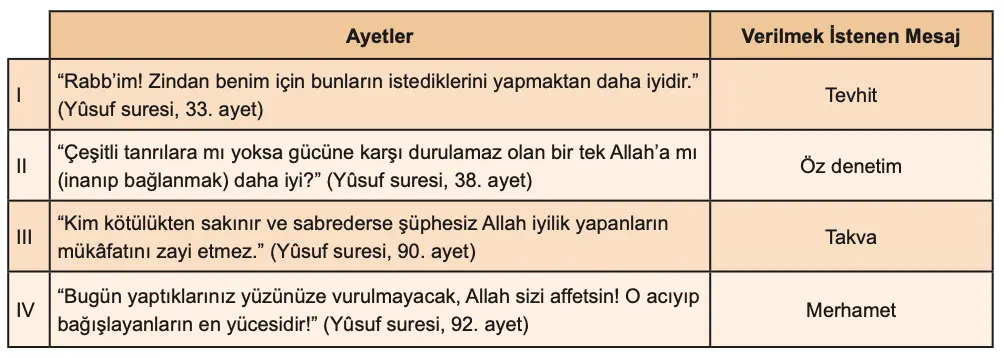 Ayetler
Verilmek İstenen Mesaj
I
“Rabb’im! Zindan benim için bunların istediklerini yapmaktan daha iyidir.”
(Yûsuf suresi, 33. ayet)
Tevhit
II
“Çeşitli tanrılara mı yoksa gücüne karşı durulamaz olan bir tek Allah’a mı
(inanıp bağlanmak) daha iyi?” (Yûsuf suresi, 38. ayet)
Öz denetim
III
“Kim kötülükten sakınır ve sabrederse şüphesiz Allah iyilik yapanların
mükâfatını zayi etmez.” (Yûsuf suresi, 90. ayet)
Takva
IV
“Bugün yaptıklarınız yüzünüze vurulmayacak, Allah sizi affetsin! O acıyıp
bağışlayanların en yücesidir!” (Yûsuf suresi, 92. ayet)
Merhamet